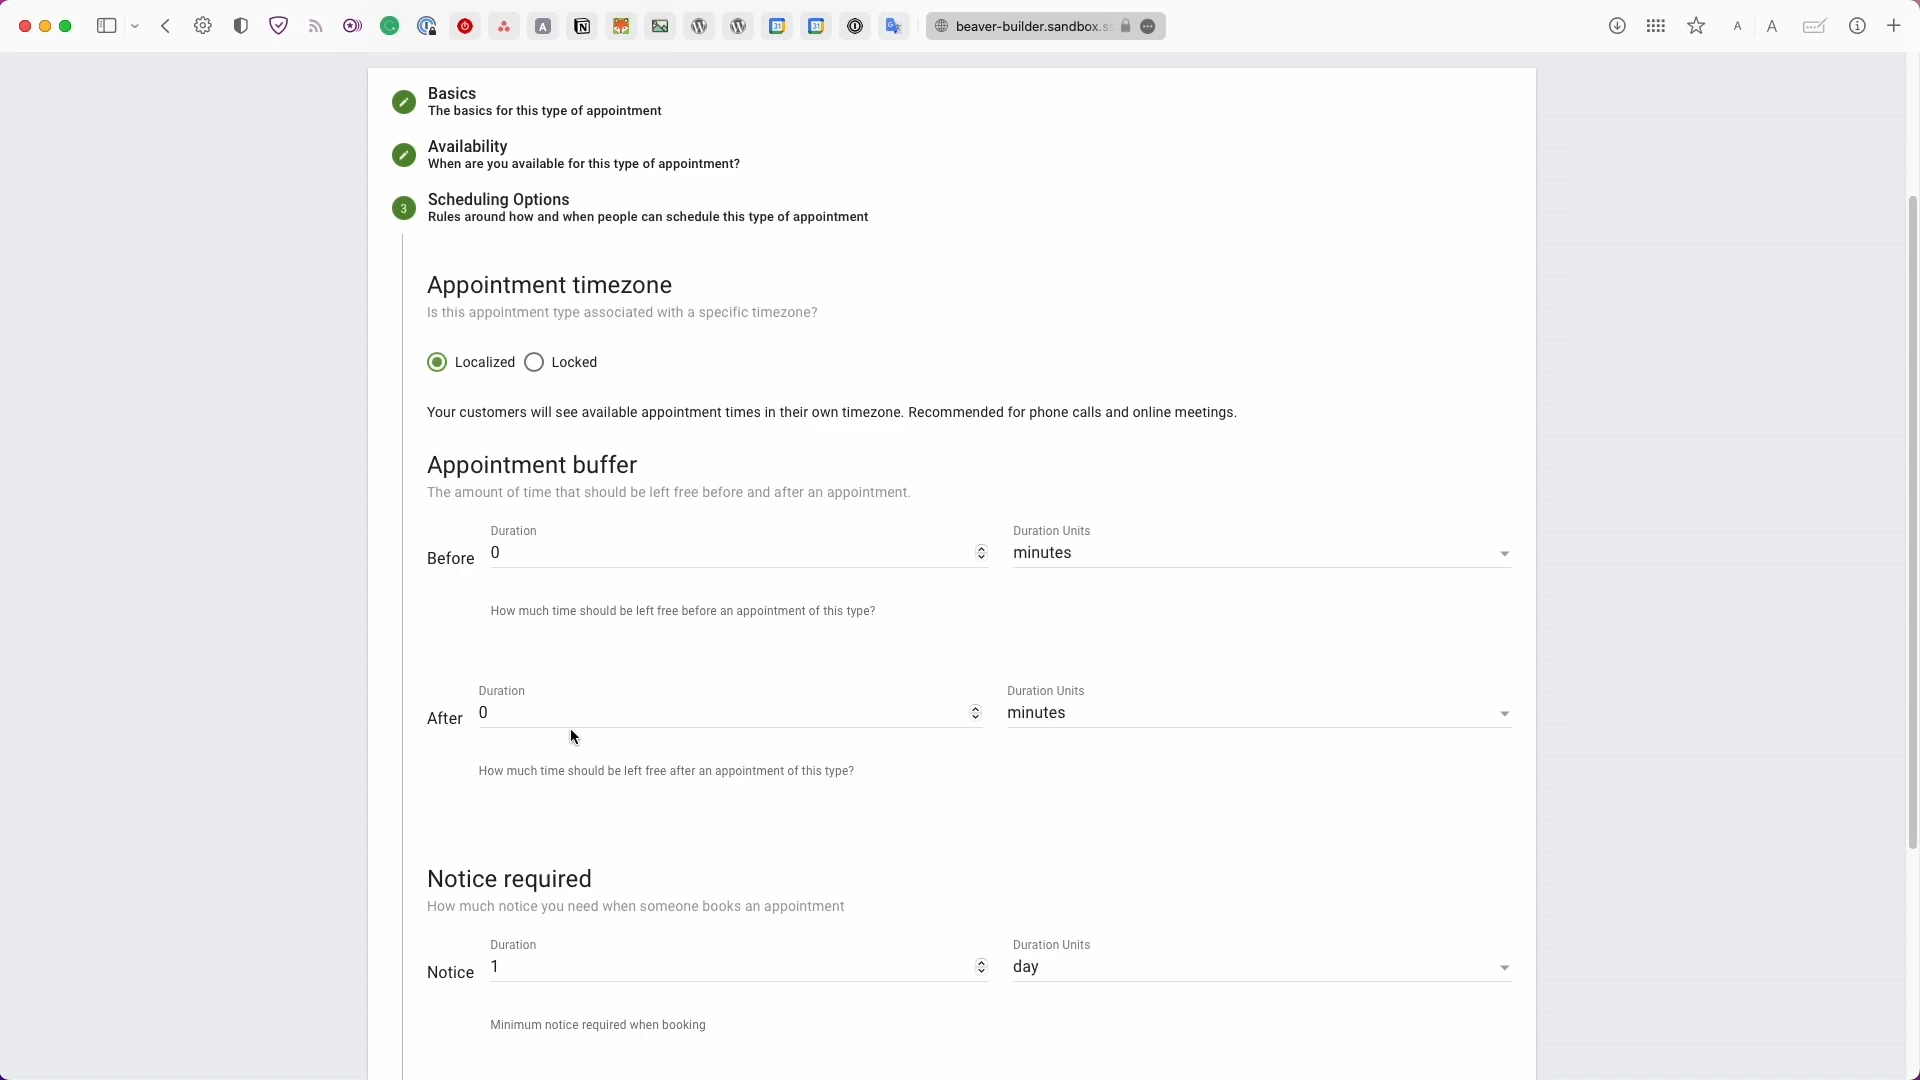 beaver-builder.sandbox.s
A
A
A
31
31
Basics
The basics for this type of appointment
Availability
When are you available for this type of appointment?
3
Scheduling Options
Rules around how and when people can schedule this type of appointment
Appointment timezone
Is this appointment type associated with a specific timezone?
Localized
Locked
Your customers will see available appointment times in their own timezone. Recommended for phone calls and online meetings.
Appointment buffer
The amount of time that should be left free before and after an appointment.
Duration
Duration Units
Before
0
minutes
How much time should be left free before an appointment of this type?
Duration
Duration Units
After
0
minutes
How much time should be left free after an appointment of this type?
Notice required
How much notice you need when someone books an appointment
Duration
Duration Units
Notice
1
day
Minimum notice required when booking